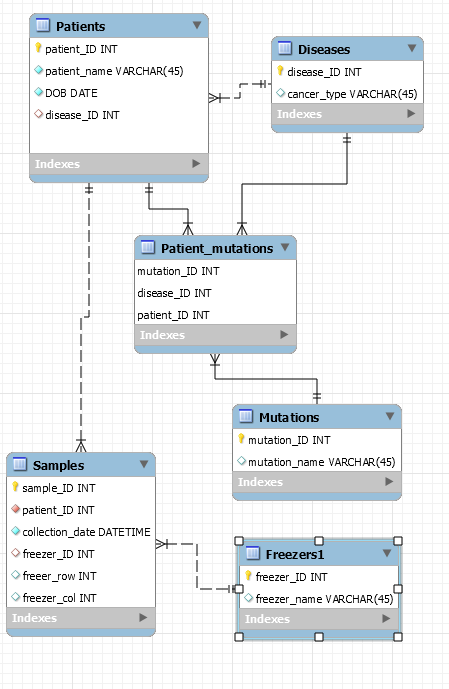 Patients
patient_ID INT
patient_name VARCHAR(45)
DOB DATE
disease_ID INT
Indexes
Diseases
disease_ID INT
cancer_type VARCHAR(45)
Indexes
Patient_mutations
mutation_ID INT
disease_ID INT
patient_ID INT
Indexes
Mutations
mutation_ID INT
mutation_name VARCHAR(45)
Indexes
Samples
sample_ID INT
patient_ID INT
collection_date DATETIME
freezer_ID INT
freeer_row INT
freezer_col INT
Indexes
Freezers1
freezer_ID INT
freezer_name VARCHAR(45)
Indexes